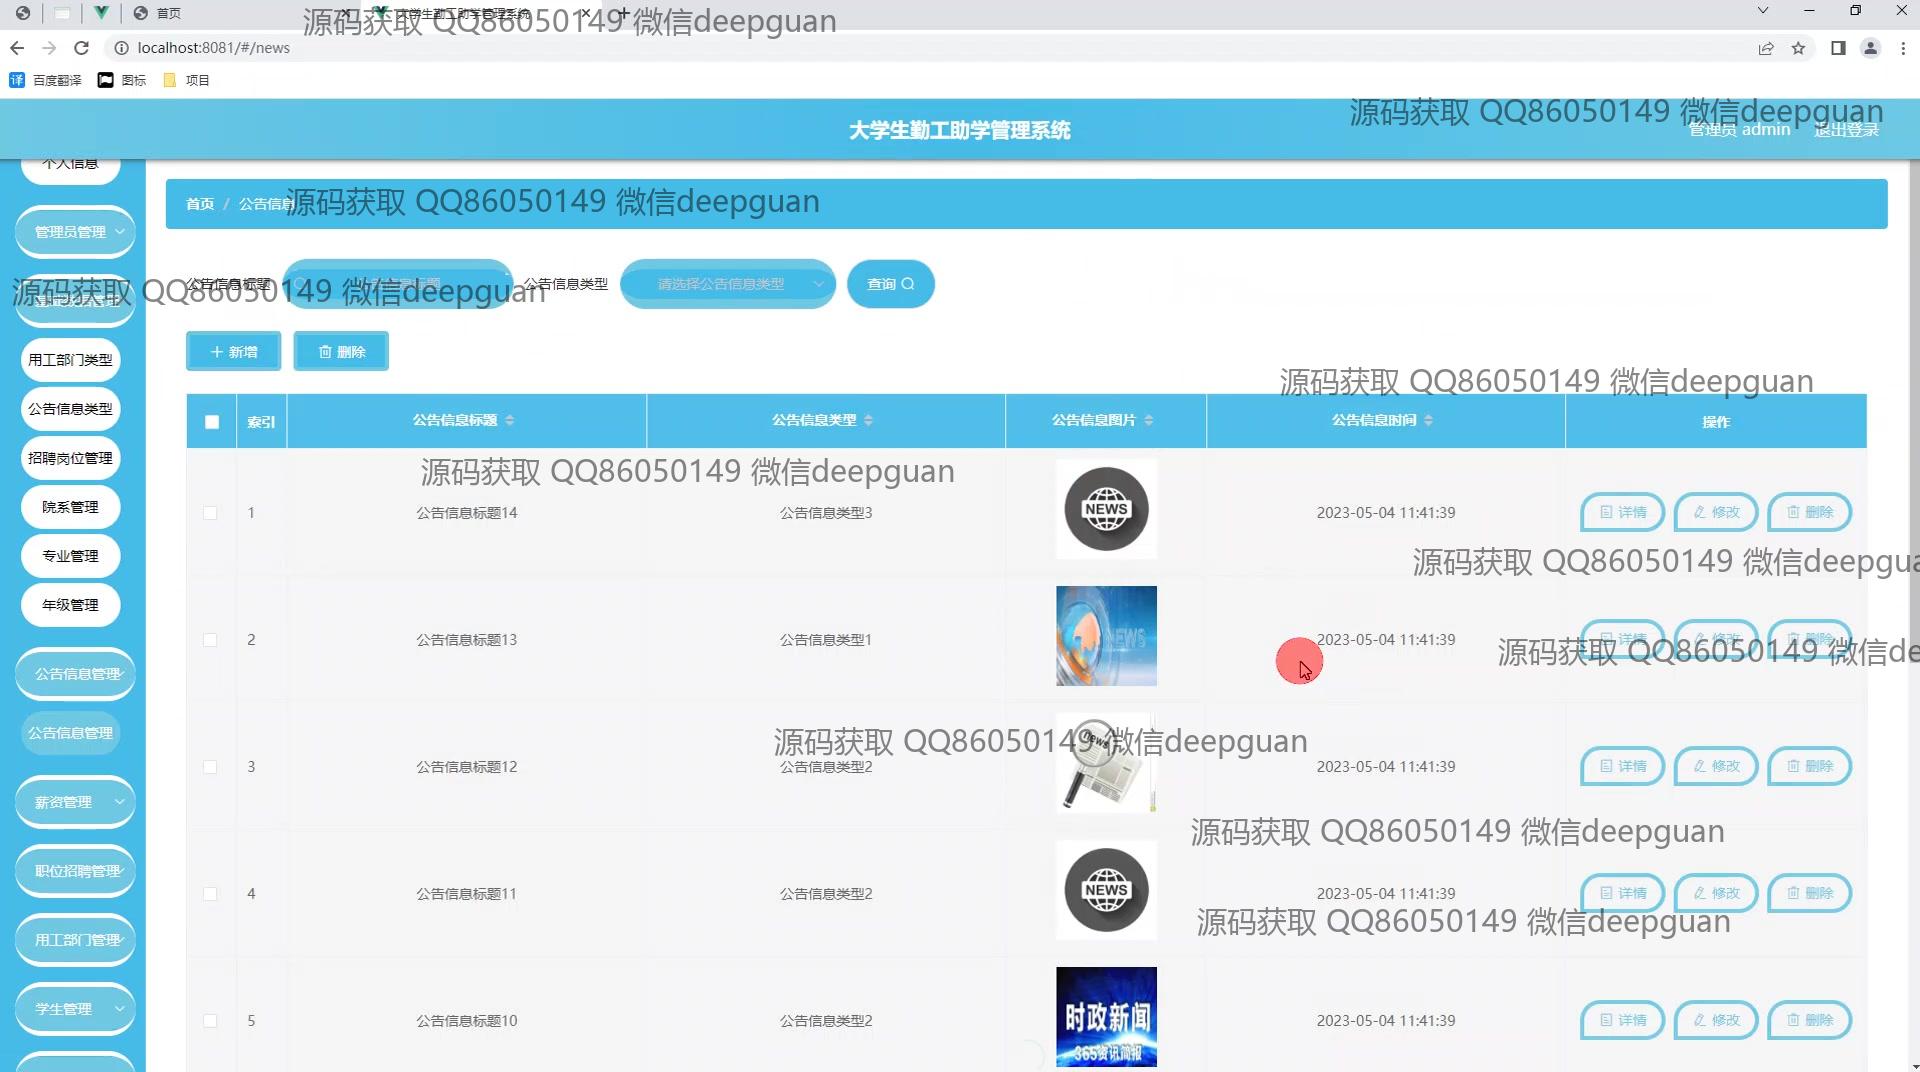 首页
大学生勤工助学管理系统
源码获取 QQ86050149 微信deepguan
localhost:8081/#/news
百度翻译
图标
项目
源码获取 QQ86050149 微信deepguan
大学生勤工助学管理系统
管理员 admin
退出登录
个人信息
首页 / 公告信息
源码获取 QQ86050149 微信deepguan
管理员管理
公告信息标题
公告信息类型
请选择公告信息类型
查询
源码获取 QQ86050149 微信deepguan
新增
删除
用工部门类型
公告信息类型
招聘岗位管理
院系管理
专业管理
年级管理
公告信息管理
公告信息管理
薪资管理
职位招聘管理
用工部门管理
学生管理
源码获取 QQ86050149 微信deepguan
索引 公告信息标题 公告信息类型 公告信息图片 公告信息时间 操作
源码获取 QQ86050149 微信deepguan
1 公告信息标题14 公告信息类型3 NEWS 2023-05-04 11:41:39 详情 修改 删除
源码获取 QQ86050149 微信deepgua
2 公告信息标题13 公告信息类型1 NEWS 2023-05-04 11:41:39 详情 修改 删除
源码获取 QQ86050149 微信de
源码获取 QQ86050149 微信deepguan
3 公告信息标题12 公告信息类型2 news 2023-05-04 11:41:39 详情 修改 删除
源码获取 QQ86050149 微信deepguan
4 公告信息标题11 公告信息类型2 NEWS 2023-05-04 11:41:39 详情 修改 删除
源码获取 QQ86050149 微信deepguan
5 公告信息标题10 公告信息类型2 时政新闻 2023-05-04 11:41:39 详情 修改 删除
365资讯简报